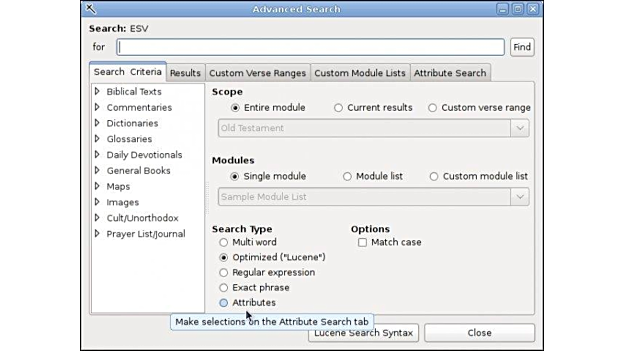 Advanced Search
Search: ESV
for
Find
Search Criteria Results Custom Verse Ranges Custom Module Lists Attribute Search
Biblical Texts
Commentaries
Dictionaries
Glossaries
Daily Devotionals
General Books
Maps
Images
Cult/Unorthodox
Prayer List/Journal
Scope
Entire module Current results Custom verse range
Old Testament
Modules
Single module Module list Custom module list
Sample Module List
Search Type
Multi word
Optimized ("Lucene")
Regular expression
Exact phrase
Attributes
Options
Match case
Make selections on the Attribute Search tab
Lucene Search Syntax
Close